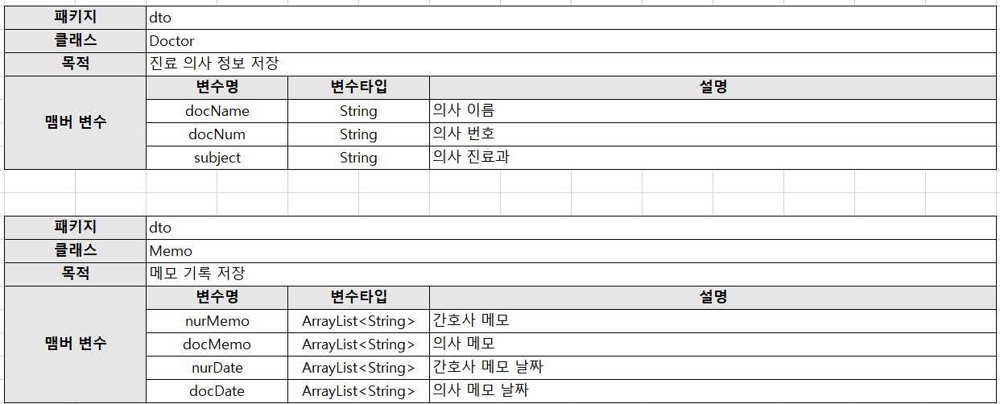 패키지 dto
클래스 Doctor
목적 진료 의사 정보 저장
맴버 변수 변수명 변수타입 설명
docName String 의사 이름
docNum String 의사 번호
subject String 의사 진료과
패키지 dto
클래스 Memo
목적 메모 기록 저장
맴버 변수 변수명 변수타입 설명
nurMemo ArrayList<String> 간호사 메모
docMemo ArrayList<String> 의사 메모
nurDate ArrayList<String> 간호사 메모 날짜
docDate ArrayList<String> 의사 메모 날짜